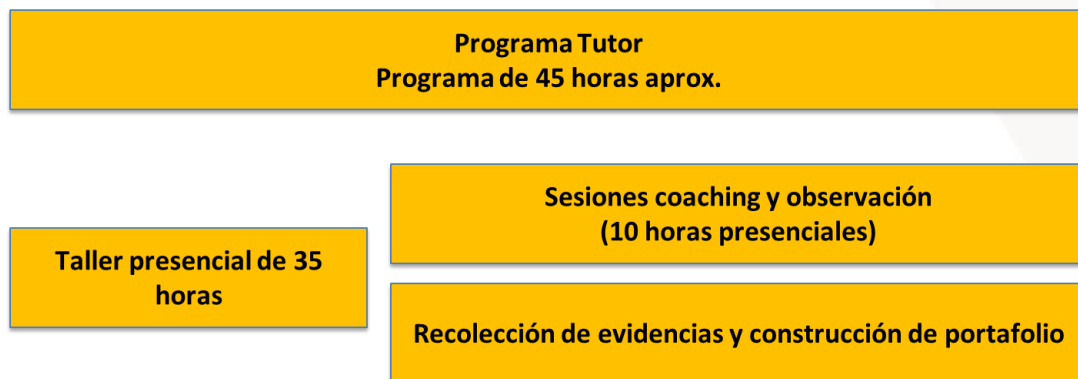 Programa Tutor
Programa de 45 horas aprox.
Sesiones coaching y observación
(10 horas presenciales)
Taller presencial de 35
horas
Recolección de evidencias y construcción de portafolio